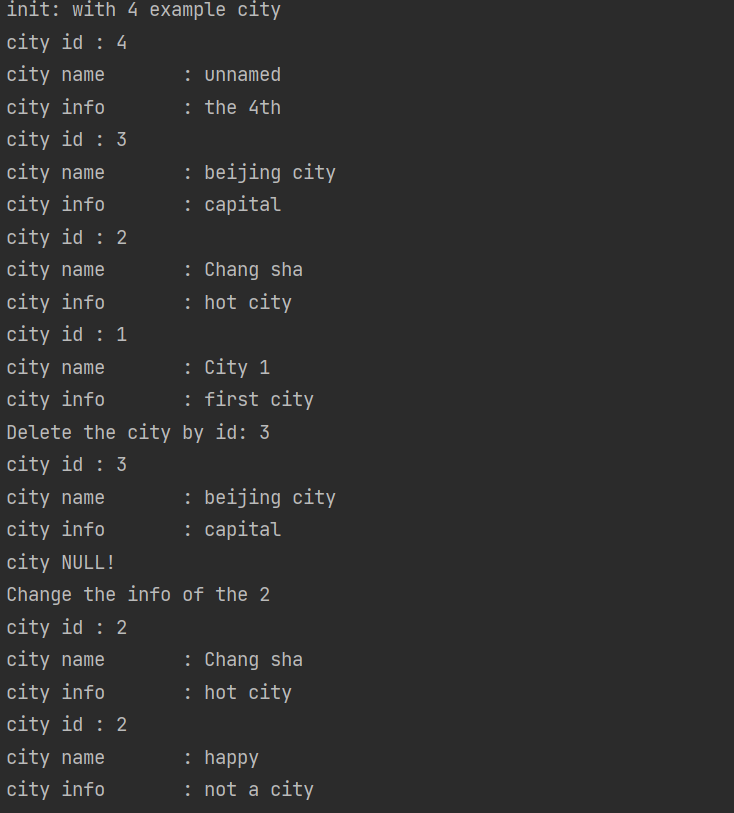 init: with 4 example city
city id : 4
city name       : unnamed
city info       : the 4th
city id : 3
city name       : beijing city
city info       : capital
city id : 2
city name       : Chang sha
city info       : hot city
city id : 1
city name       : City 1
city info       : first city
Delete the city by id: 3
city id : 3
city name       : beijing city
city info       : capital
city NULL!
Change the info of the 2
city id : 2
city name       : Chang sha
city info       : hot city
city id : 2
city name       : happy
city info       : not a city